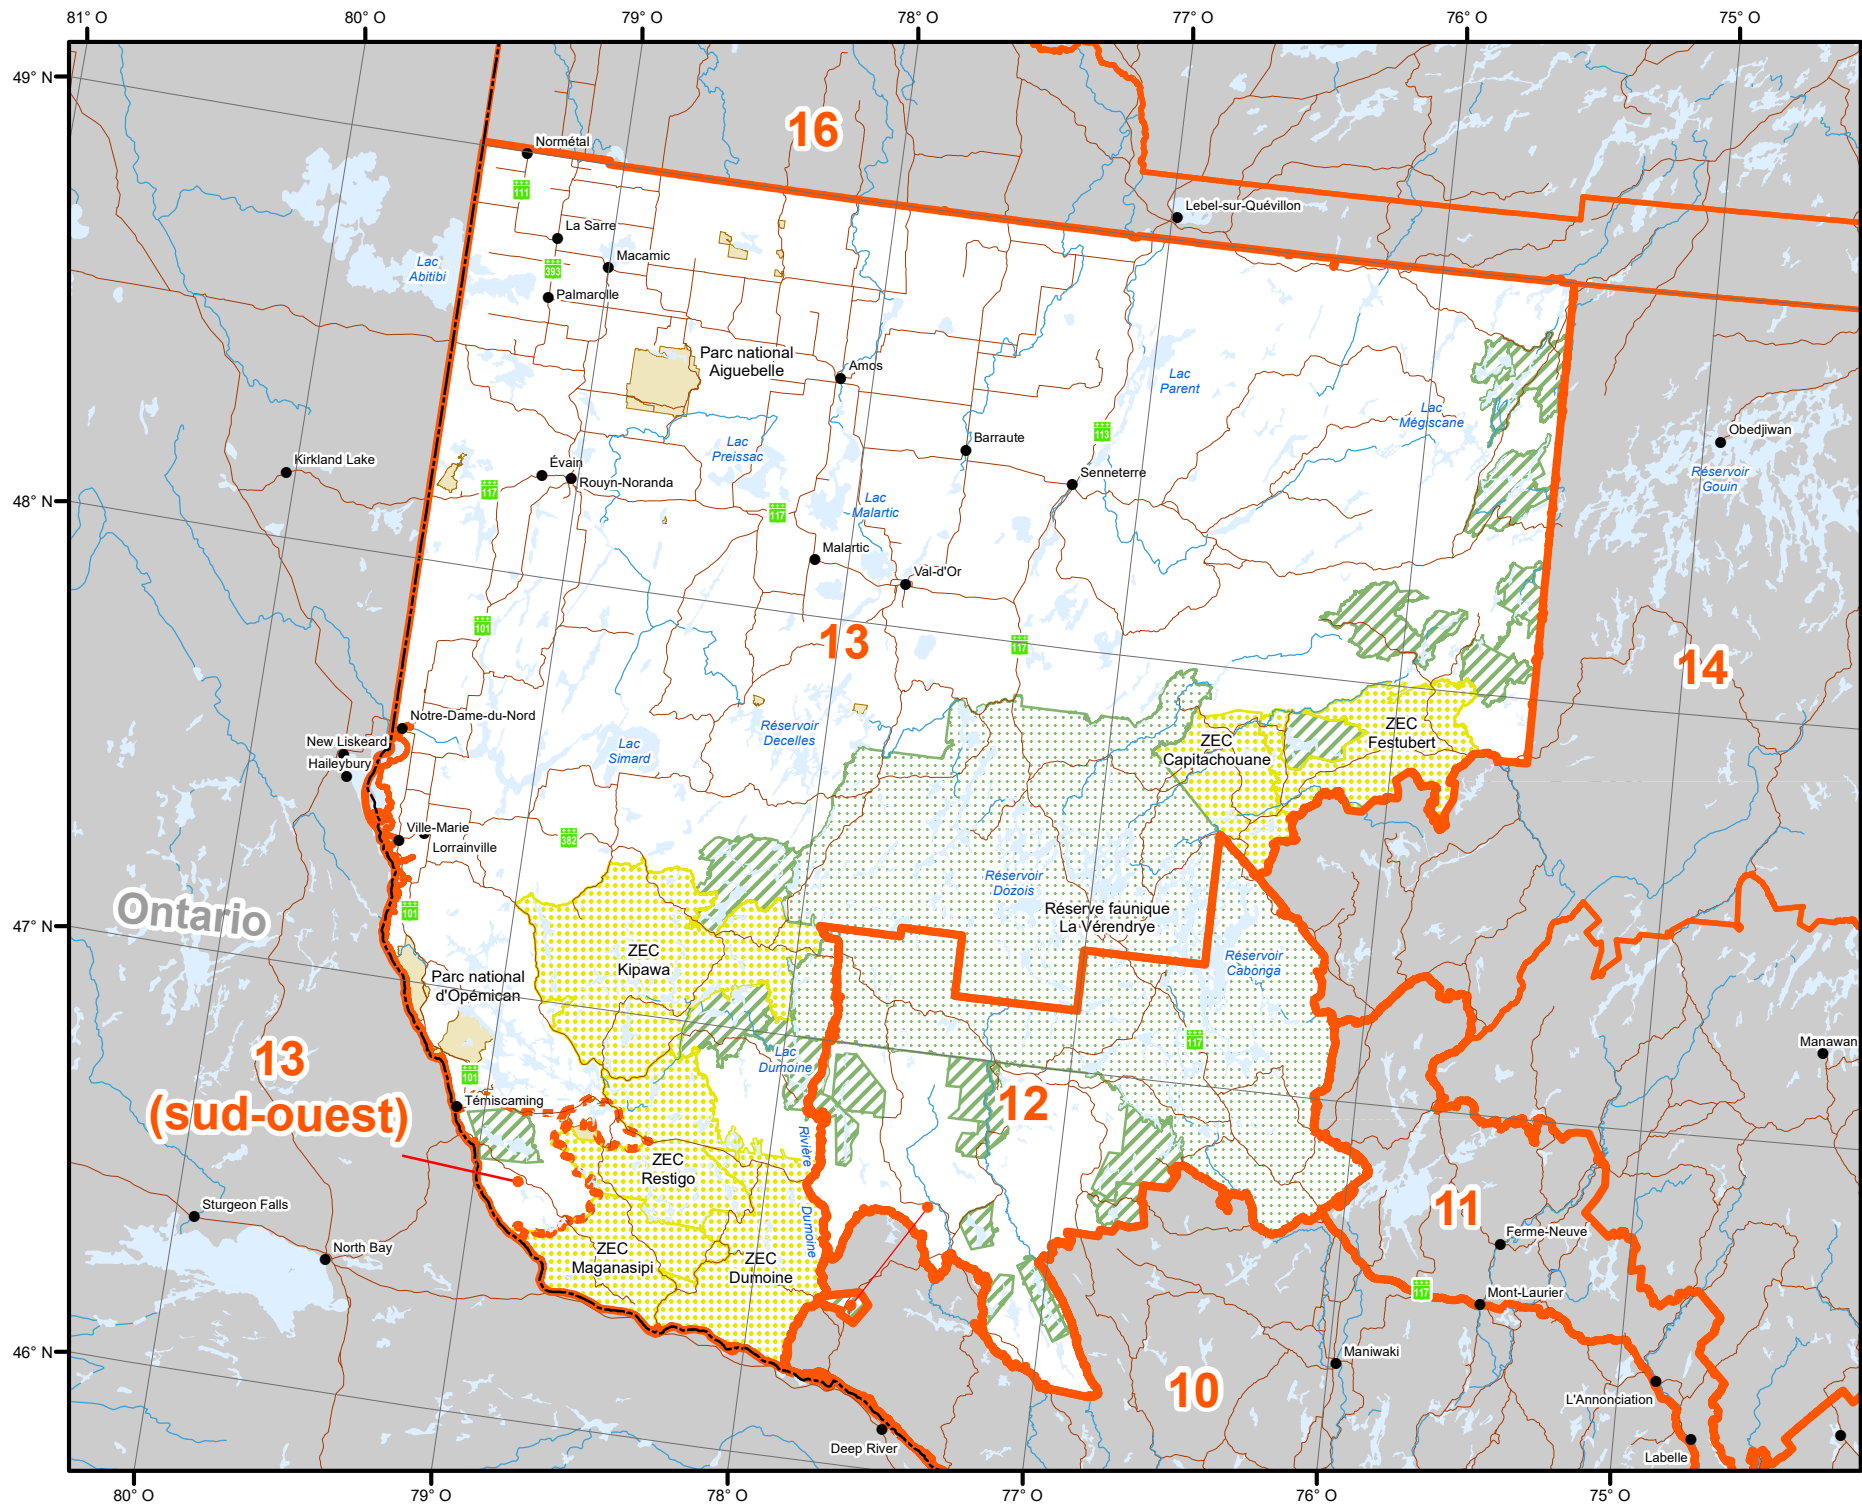 81° O
80° O
79° O
78° O
77° O
76° O
75° O
49° N
16
Normétal
111
Lebel-sur-Quévillon
La Sarre
Macamic
Lac
Abitibi
393
Palmarolle
Parc national
Aiguebelle
Amos
Lac
Parent
Lac
Mégiscane
Obedjiwan
113
Barraute
Lac
Preissac
Kirkland Lake
Évain
Rouyn-Noranda
Senneterre
Réservoir
Gouin
117
48° N
Lac
Malartic
117
Malartic
Val-d'Or
101
13
117
14
Notre-Dame-du-Nord
New Liskeard
Haileybury
Lac
Simard
Réservoir
Decelles
ZEC
Capitachouane
ZEC
Festubert
Ville-Marie
Lorrainville
382
Réservoir
Dozois
Réserve faunique
La Vérendrye
101
Ontario
47° N
ZEC
Kipawa
Réservoir
Cabonga
Parc national
d'Opémican
117
Manawan
13
(sud-ouest)
101
Lac
Dumoine
Témiscaming
12
Rivière
Dumoine
ZEC
Restigo
Sturgeon Falls
North Bay
ZEC
Maganasipi
ZEC
Dumoine
11
Ferme-Neuve
117
Mont-Laurier
46° N
Maniwaki
10
L'Annonciation
Deep River
Labelle
80° O
79° O
78° O
77° O
76° O
75° O